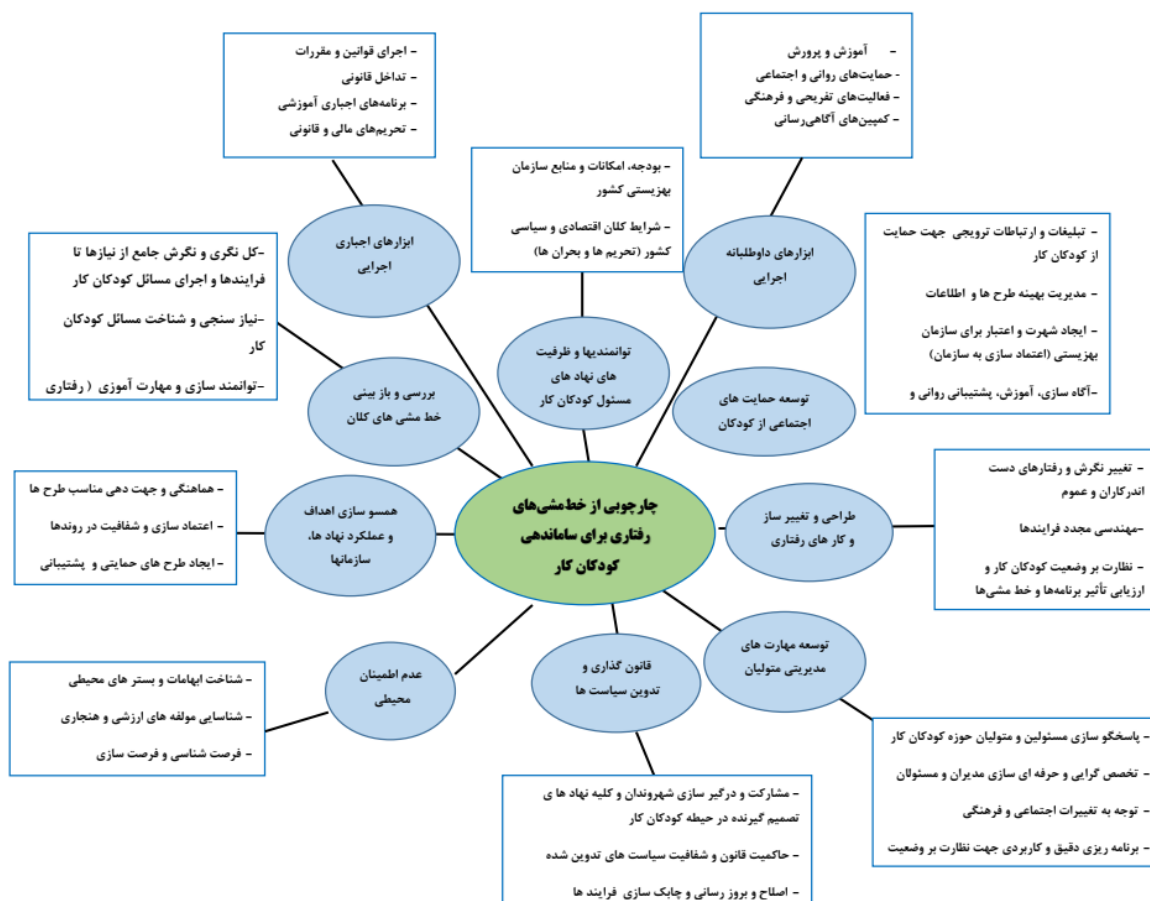 - اجرای قوانین و مقررات
- تداخل قانونی
- برنامه‌های اجباری آموزشی
- تحریم‌های مالی و قانونی
- آموزش و پرورش
- حمایت‌های روانی و اجتماعی
- فعالیت‌های تفریحی و فرهنگی
- کمپین‌های آگاهی‌رسانی
- بودجه، امکانات و منابع سازمان
بهزیستی کشور
- شرایط کلان اقتصادی و سیاسی
کشور (تحریم ها و بحران ها)
ابزارهای اجباری
اجرایی
ابزارهای داوطلبانه
اجرایی
-کل نگری و نگرش جامع از نیازها تا
فرایندها و اجرای مسائل کودکان کار
-نیاز سنجی و شناخت مسائل کودکان
کار
-توانمند سازی و مهارت آموزی ( رفتاری
- تبلیغات و ارتباطات ترویجی جهت حمایت
از کودکان کار
- مدیریت بهینه طرح ها و اطلاعات
- ایجاد شهرت و اعتبار برای سازمان
بهزیستی (اعتماد سازی به سازمان)
-آگاه سازی، آموزش، پشتیبانی روانی و
توانمندیها و ظرفیت
های نهاد های
مسئول کودکان کار
بررسی و باز بینی
خط مشی های کلان
توسعه حمایت های
اجتماعی از کودکان
چارچوبی از خط‌مشی‌های
رفتاری برای ساماندهی
کودکان کار
همسو سازی اهداف
و عملکرد نهاد ها،
سازمانها
- هماهنگی و جهت دهی مناسب طرح ها
- اعتماد سازی و شفافیت در روندها
- ایجاد طرح های حمایتی و پشتیبانی
طراحی و تغییر ساز
و کار های رفتاری
- تغییر نگرش و رفتارهای دست
اندرکاران و عموم
-مهندسی مجدد فرایندها
- نظارت بر وضعیت کودکان کار و
ارزیابی تأثیر برنامه‌ها و خط مشی‌ها
عدم اطمینان
محیطی
- شناخت ابهامات و بستر های محیطی
- شناسایی مولفه های ارزشی و هنجاری
- فرصت شناسی و فرصت سازی
قانون گذاری و
تدوین سیاست ها
توسعه مهارت های
مدیریتی متولیان
- پاسخگو سازی مسئولین و متولیان حوزه کودکان کار
- تخصص گرایی و حرفه ای سازی مدیران و مسئولان
- توجه به تغییرات اجتماعی و فرهنگی
- برنامه ریزی دقیق و کاربردی جهت نظارت بر وضعیت
- مشارکت و درگیر سازی شهروندان و کلیه نهاد ها ی
تصمیم گیرنده در حیطه کودکان کار
- حاکمیت قانون و شفافیت سیاست های تدوین شده
- اصلاح و بروز رسانی و چابک سازی فرایند ها